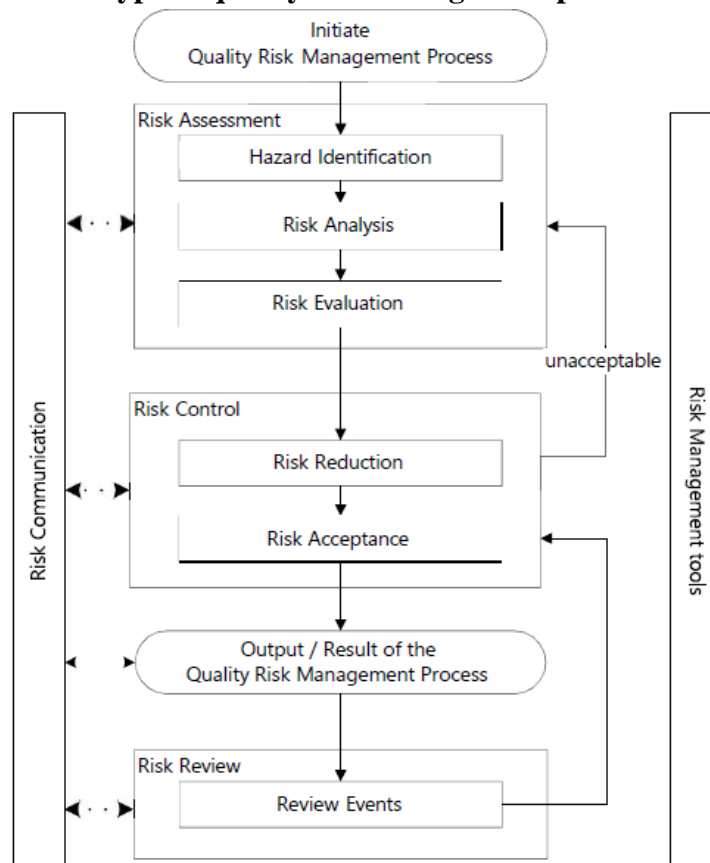 Initiate
Quality Risk Management Process
Risk Assessment
Hazard Identification
Risk Analysis
Risk Evaluation
unacceptable
Risk Control
Risk Reduction
Risk Acceptance
Output / Result of the
Quality Risk Management Process
Risk Review
Review Events
Risk Communication
Risk Management tools